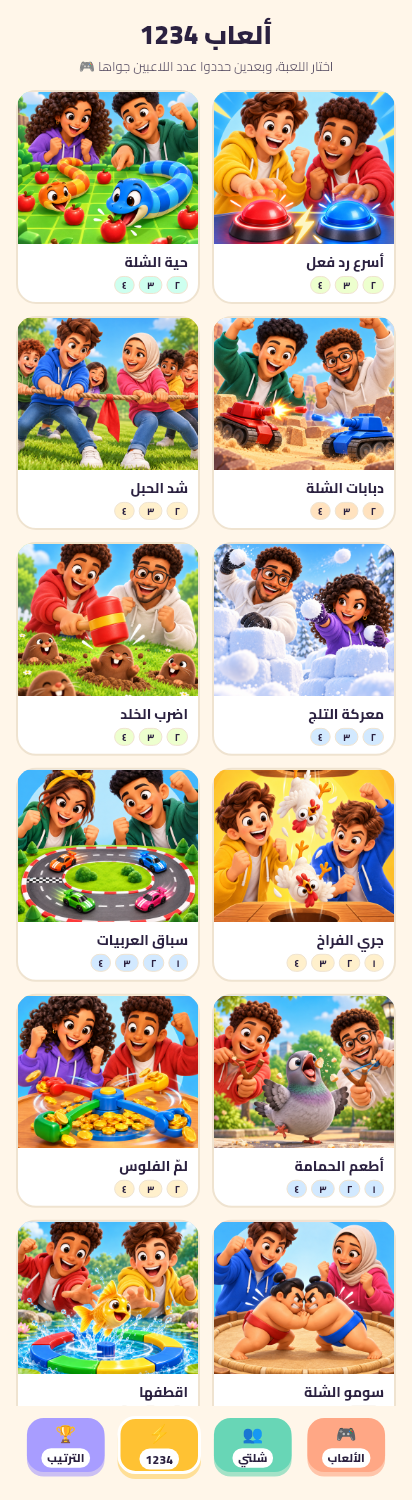 ألعاب 1234
اختار اللعبة، وبعدين حددوا عدد اللاعبين جواها 🎮
أسرع رد فعل
٢ ٣ ٤
حية الشلة
٢ ٣ ٤
دبابات الشلة
٢ ٣ ٤
شد الحبل
٢ ٣ ٤
معركة التلج
٢ ٣ ٤
اضرب الخلد
٢ ٣ ٤
جري الفراخ
١ ٢ ٣ ٤
سباق العربيات
١ ٢ ٣ ٤
أطعم الحمامة
١ ٢ ٣ ٤
لمّ الفلوس
٢ ٣ ٤
سومو الشلة
اقطفها
الألعاب
شلتي
1234
الترتيب